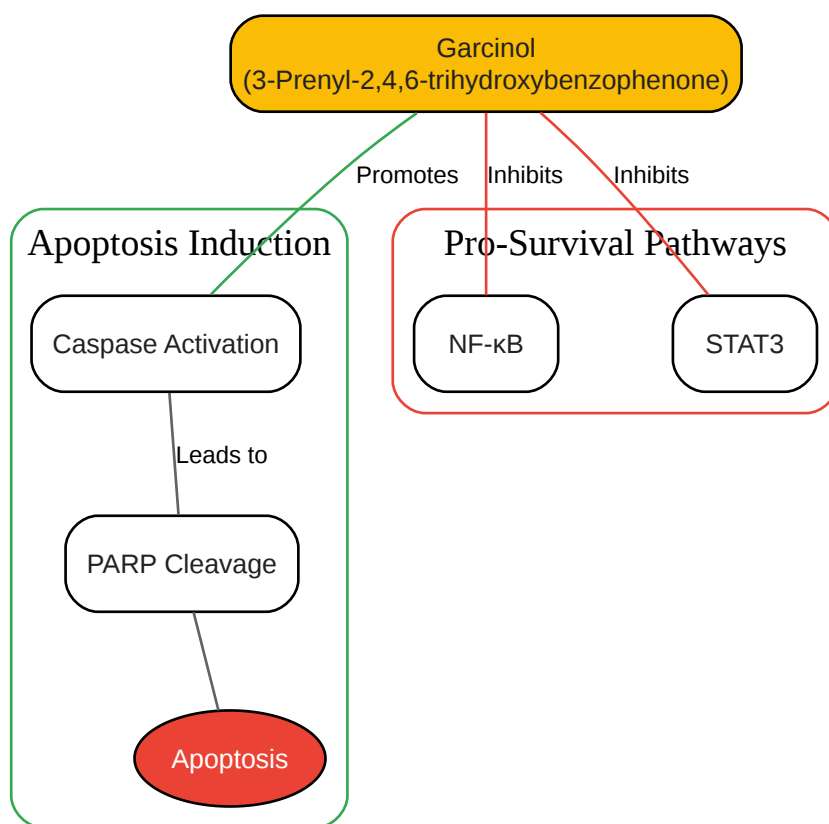 Garcinol
(3-Prenyl-2,4,6-trihydroxybenzophenone)
Promotes
Inhibits
Inhibits
Apoptosis Induction
Pro-Survival Pathways
Caspase Activation
NF-κB
STAT3
Leads to
PARP Cleavage
Apoptosis